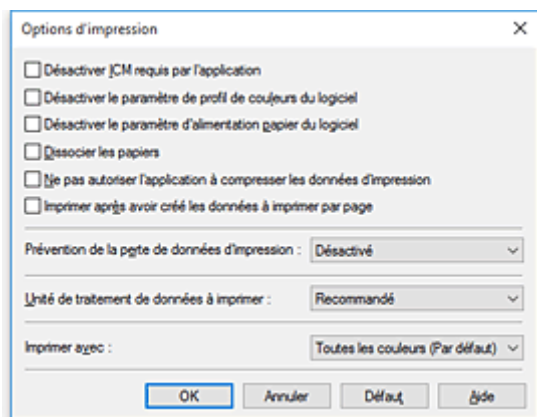 Options d'impression
Désactiver ICM requis par l'application
Désactiver le paramètre de profil de couleurs du logiciel
Désactiver le paramètre d'alimentation papier du logiciel
Dissocier les papiers
Ne pas autoriser l'application à compresser les données d'impression
Imprimer après avoir créé les données à imprimer par page
Prévention de la perte de données d'impression : Désactivé
Unité de traitement de données à imprimer : Recommandé
Imprimer avec : Toutes les couleurs (Par défaut)
OK Annuler Défaut Aide